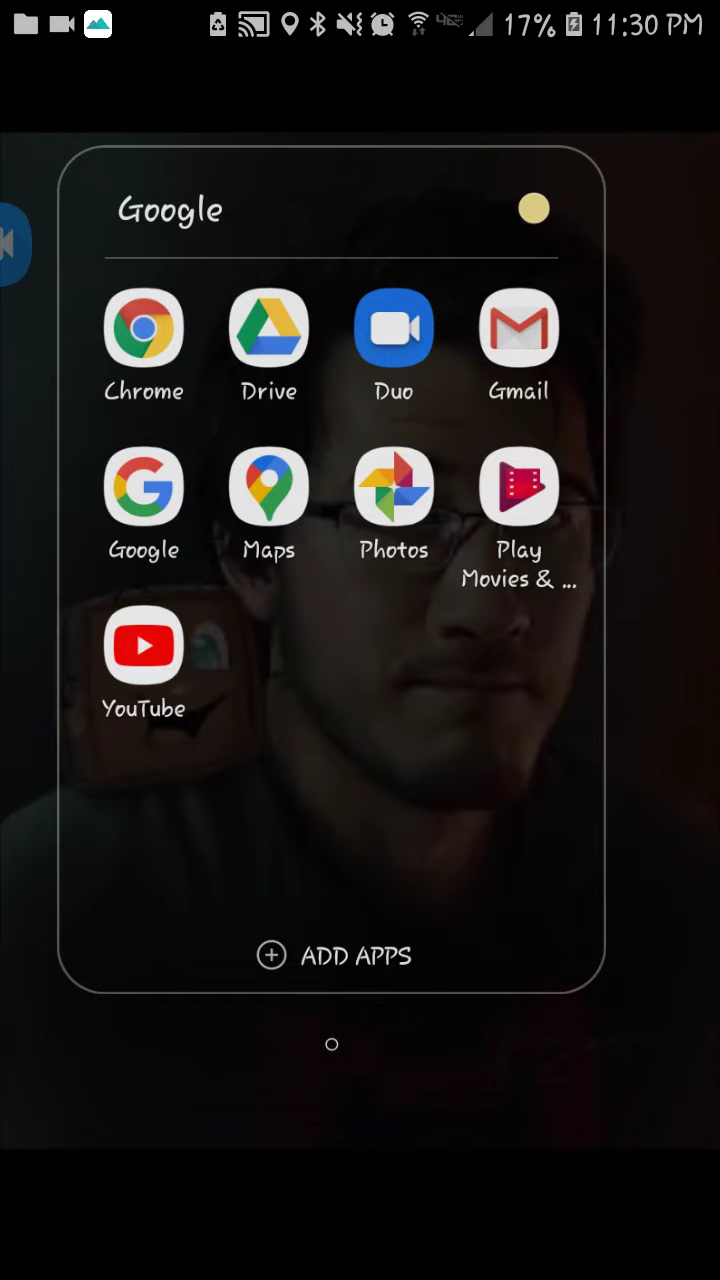 17% 11:30 PM
Google
Chrome Drive Duo Gmail
Google Maps Photos Play
Movies & ...
YouTube
ADD APPS